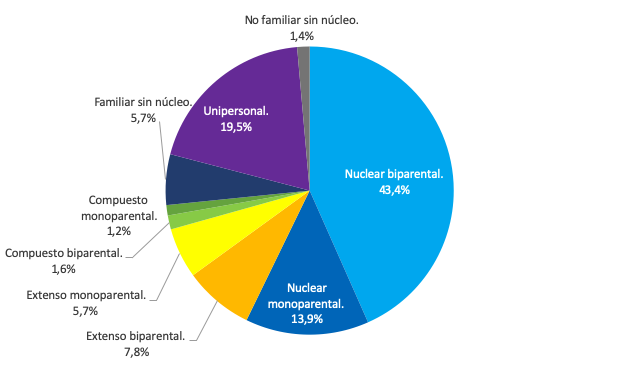 No familiar sin núcleo.
1,4%
Familiar sin núcleo.
5,7%
Unipersonal.
19,5%
Nuclear biparental.
43,4%
Compuesto
monoparental.
1,2%
Compuesto biparental.
1,6%
Extenso monoparental.
5,7%
Nuclear
monoparental.
13,9%
Extenso biparental.
7,8%